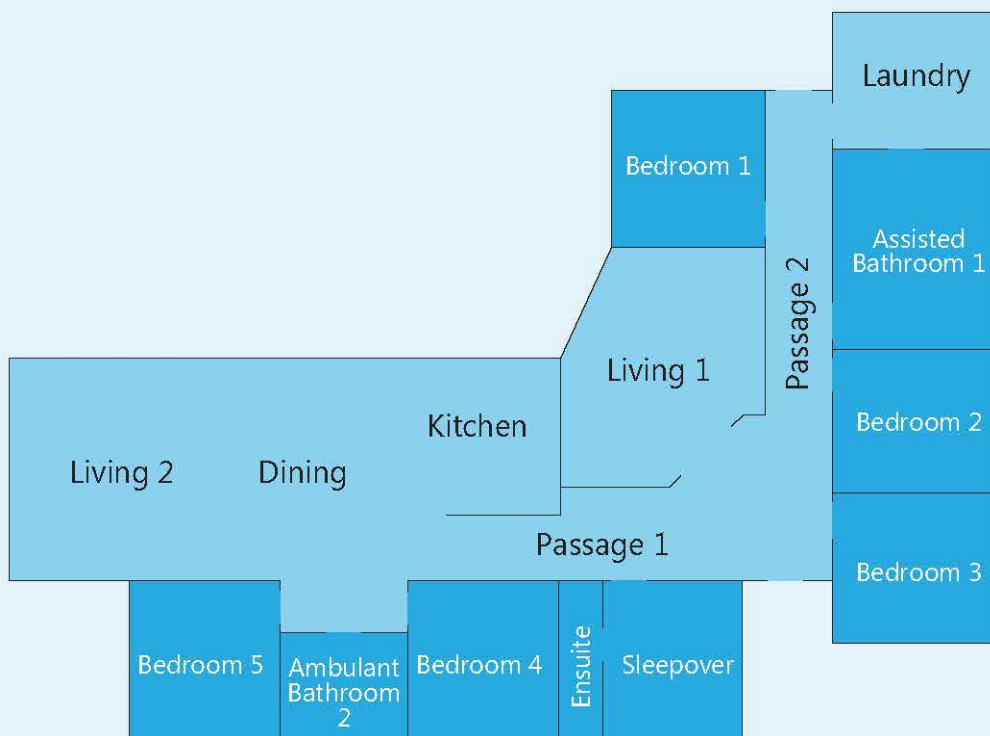 Laundry
Bedroom 1
Assisted
Bathroom 1
Passage 2
Living 1
Kitchen
Bedroom 2
Living 2
Dining
Passage 1
Bedroom 3
Bedroom 5
Ambulant
Bathroom
2
Bedroom 4
Ensuite
Sleepover